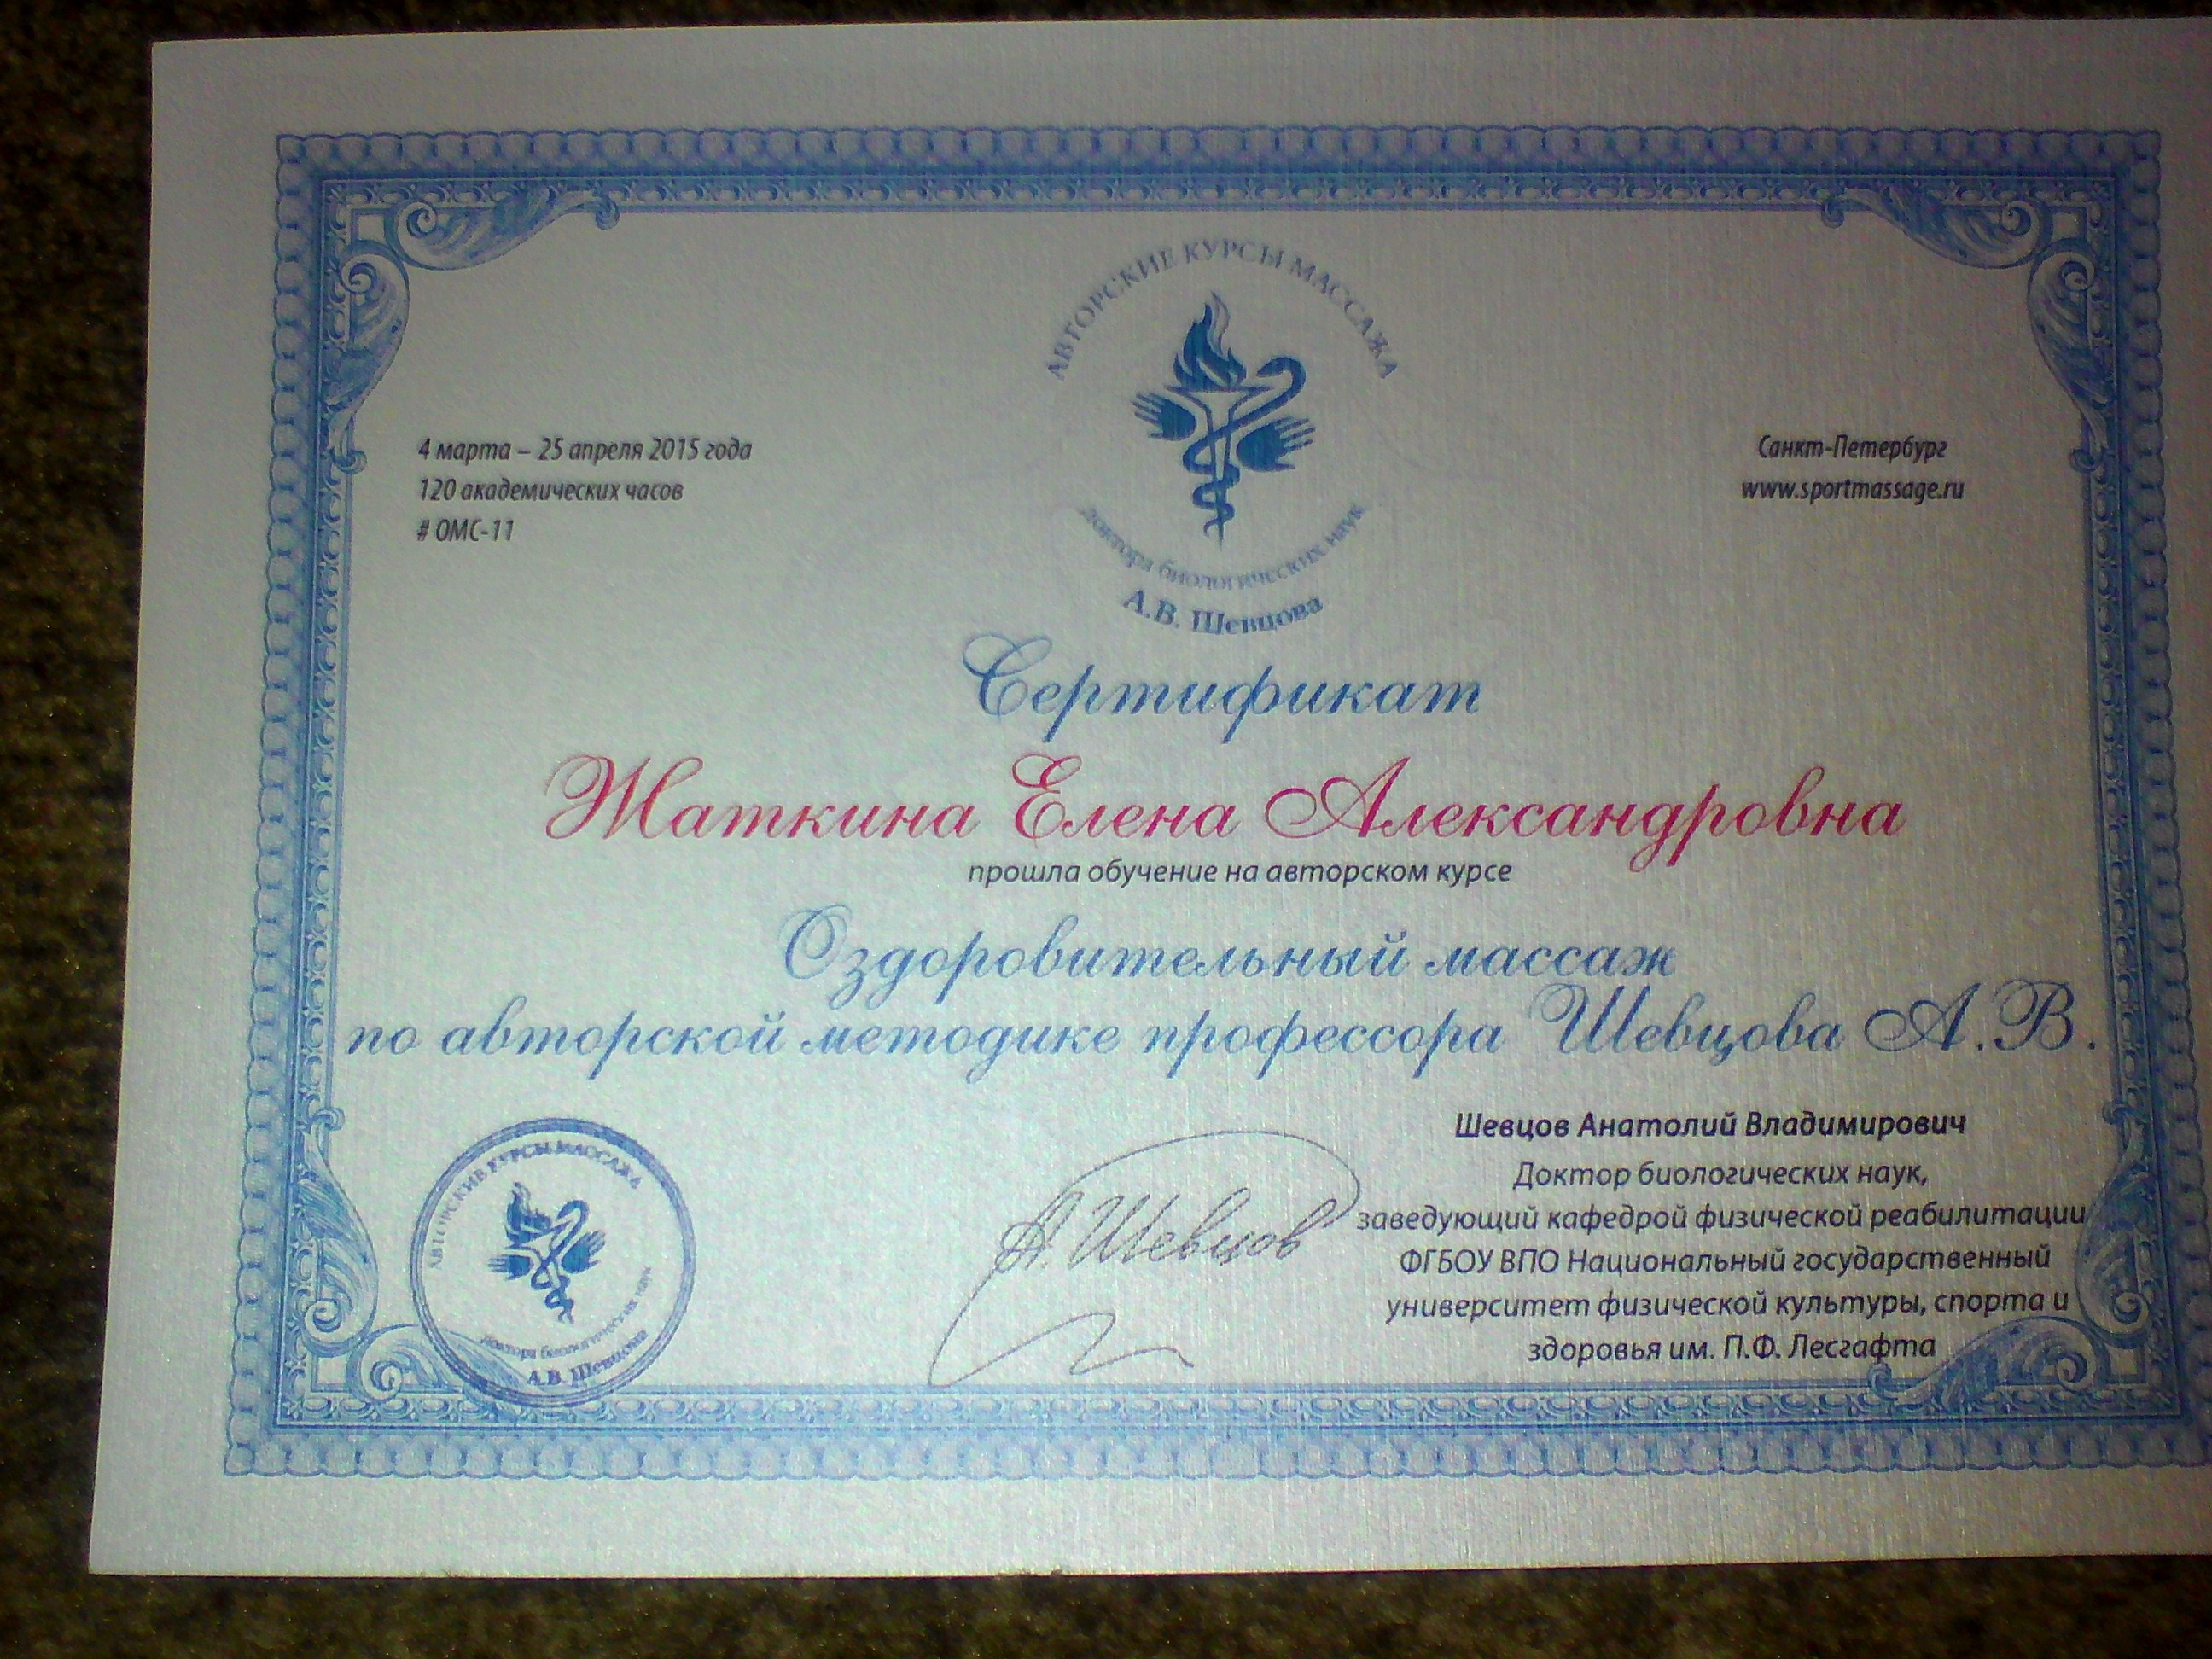 АВТОРСКИЕ КУРСЫ МАССАЖА
доктора биологических наук
А.В. Шевцова
4 марта – 25 апреля 2015 года
120 академических часов
# ОМС-11
Санкт-Петербург
www.sportmassage.ru
Сертификат
Жаткина Елена Александровна
прошла обучение на авторском курсе
Оздоровительный массаж
по авторской методике профессора Шевцова А.В.
АВТОРСКИЕ КУРСЫ МАССАЖА
доктора биологических наук
А.В. Шевцова
А. Шевцов
Шевцов Анатолий Владимирович
Доктор биологических наук,
заведующий кафедрой физической реабилитации
ФГБОУ ВПО Национальный государственный
университет физической культуры, спорта и
здоровья им. П.Ф. Лесгафта